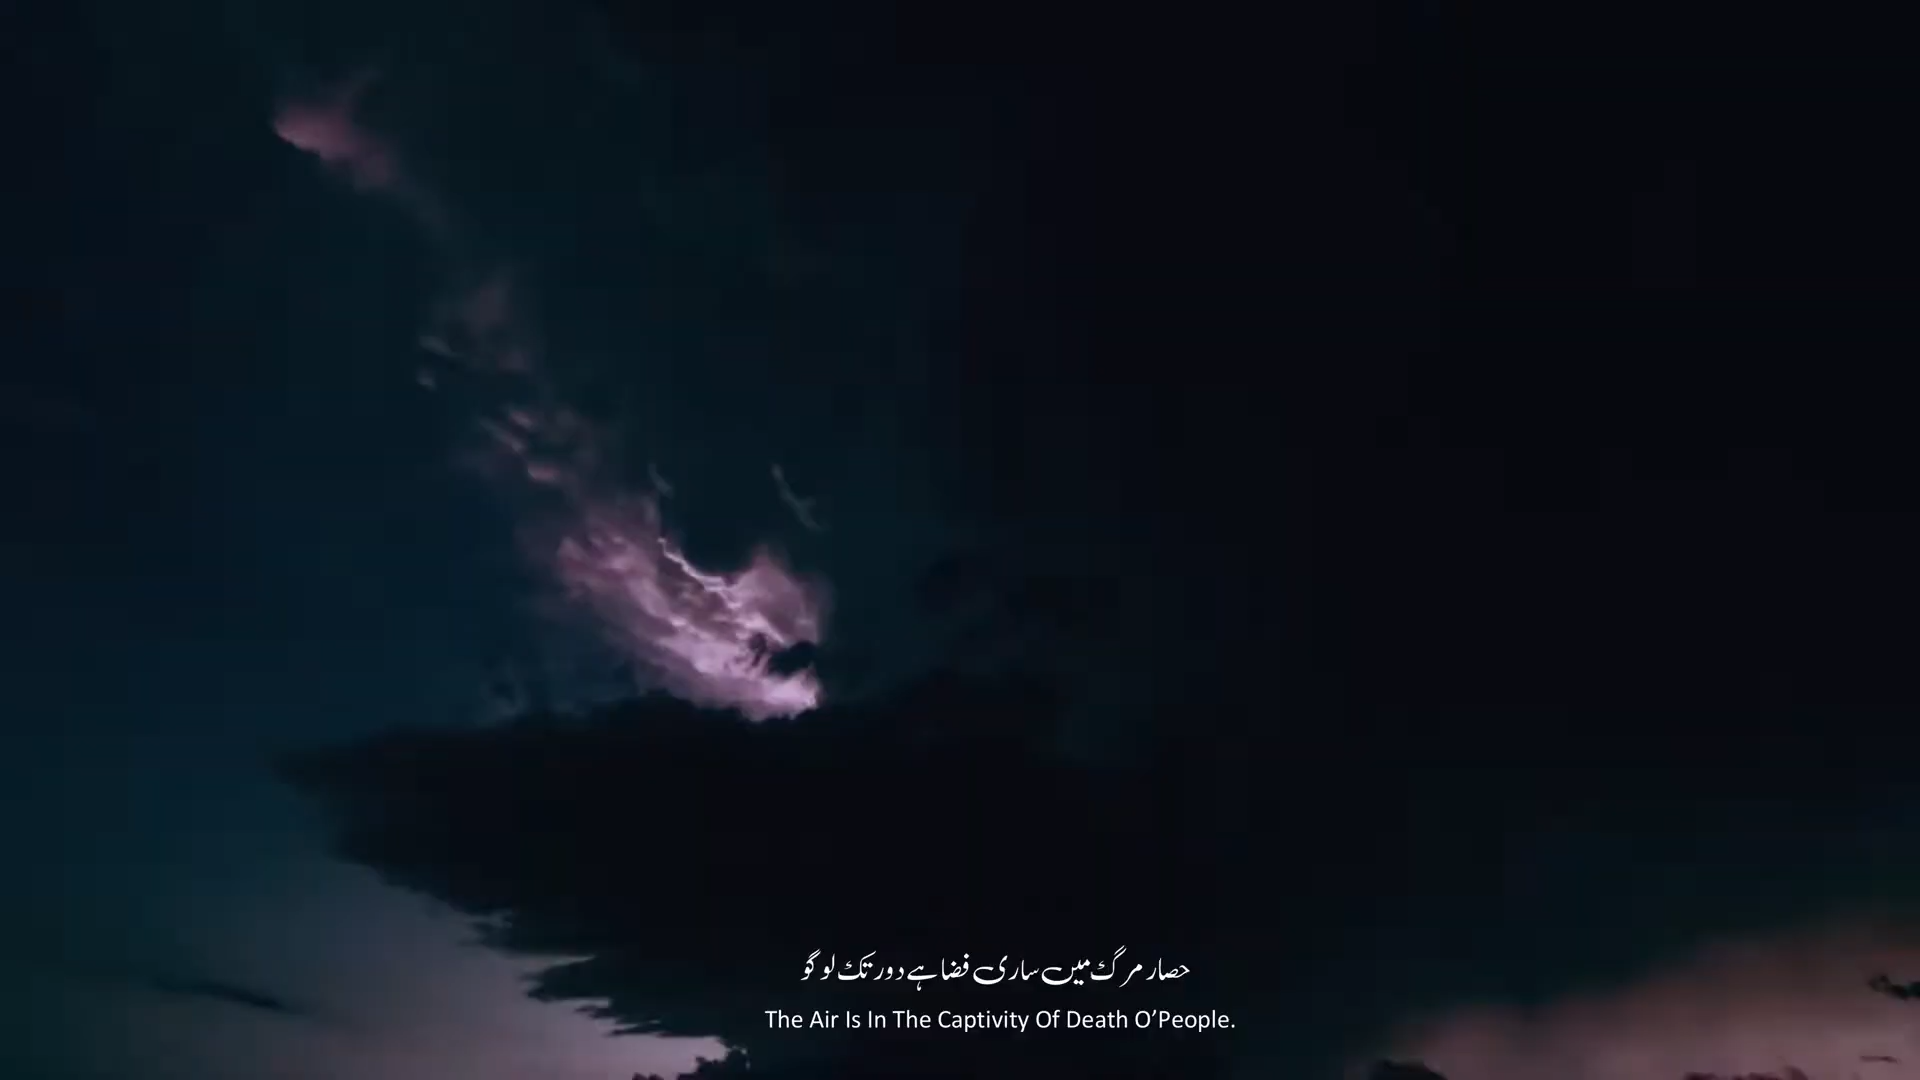 حصار مرگ میں ساری فضا ہے دور تک لوگو
The Air Is In The Captivity Of Death O’People.